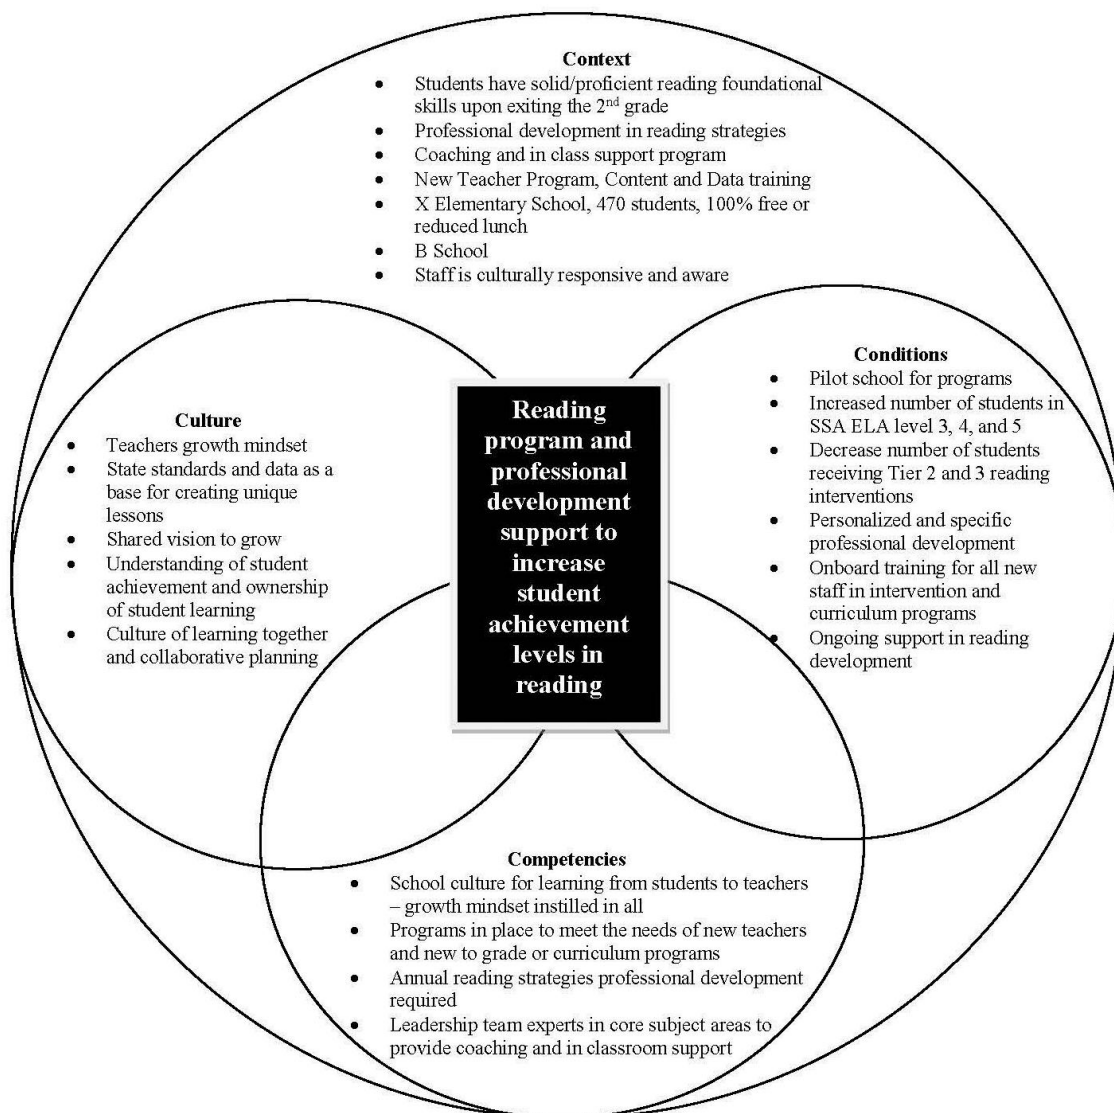 Context
• Students have solid/proficient reading foundational
skills upon exiting the 2nd grade
• Professional development in reading strategies
• Coaching and in class support program
• New Teacher Program, Content and Data training
• X Elementary School, 470 students, 100% free or
reduced lunch
• B School
• Staff is culturally responsive and aware
Culture
• Teachers growth mindset
• State standards and data as a
base for creating unique
lessons
• Shared vision to grow
• Understanding of student
achievement and ownership
of student learning
• Culture of learning together
and collaborative planning
Reading
program and
professional
development
support to
increase
student
achievement
levels in
reading
Conditions
• Pilot school for programs
• Increased number of students in
SSA ELA level 3, 4, and 5
• Decrease number of students
receiving Tier 2 and 3 reading
interventions
• Personalized and specific
professional development
• Onboard training for all new
staff in intervention and
curriculum programs
• Ongoing support in reading
development
Competencies
• School culture for learning from students to teachers
– growth mindset instilled in all
• Programs in place to meet the needs of new teachers
and new to grade or curriculum programs
• Annual reading strategies professional development
required
• Leadership team experts in core subject areas to
provide coaching and in classroom support